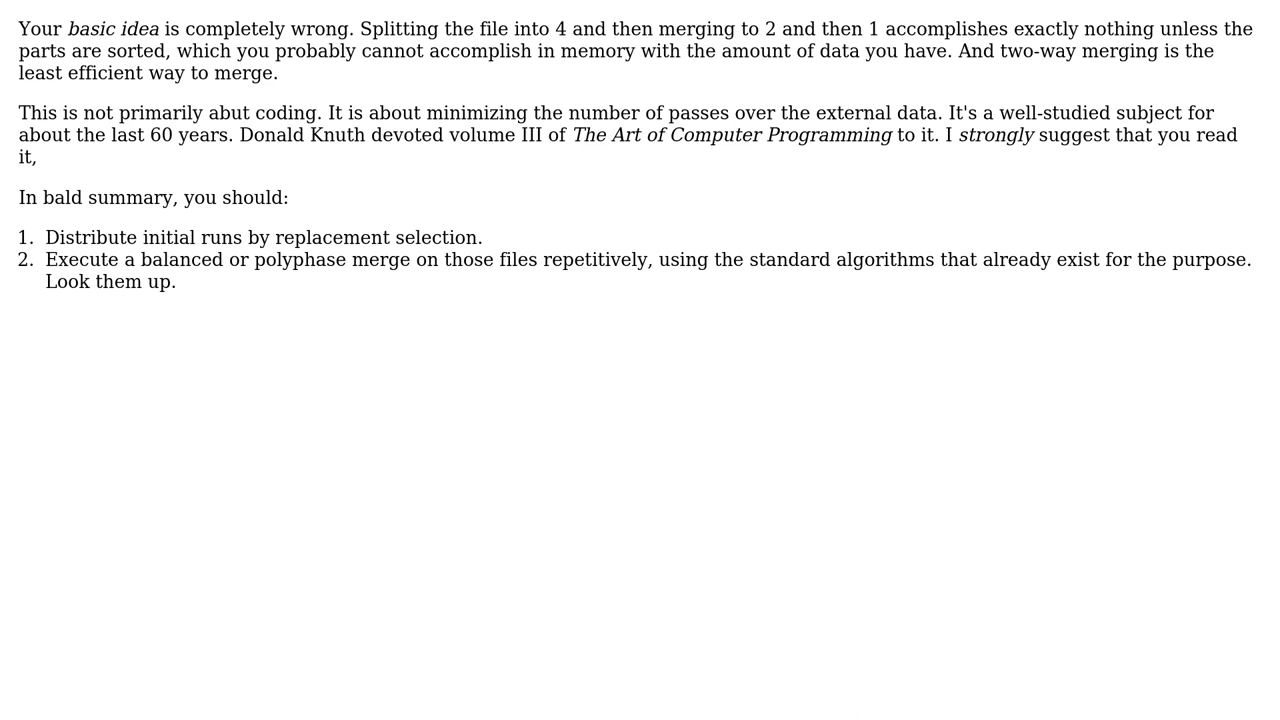 Your basic idea is completely wrong. Splitting the file into 4 and then merging to 2 and then 1 accomplishes exactly nothing unless the
parts are sorted, which you probably cannot accomplish in memory with the amount of data you have. And two-way merging is the
least efficient way to merge.
This is not primarily abut coding. It is about minimizing the number of passes over the external data. It's a well-studied subject for
about the last 60 years. Donald Knuth devoted volume III of The Art of Computer Programming to it. I strongly suggest that you read
it,
In bald summary, you should:
1. Distribute initial runs by replacement selection.
2. Execute a balanced or polyphase merge on those files repetitively, using the standard algorithms that already exist for the purpose.
Look them up.